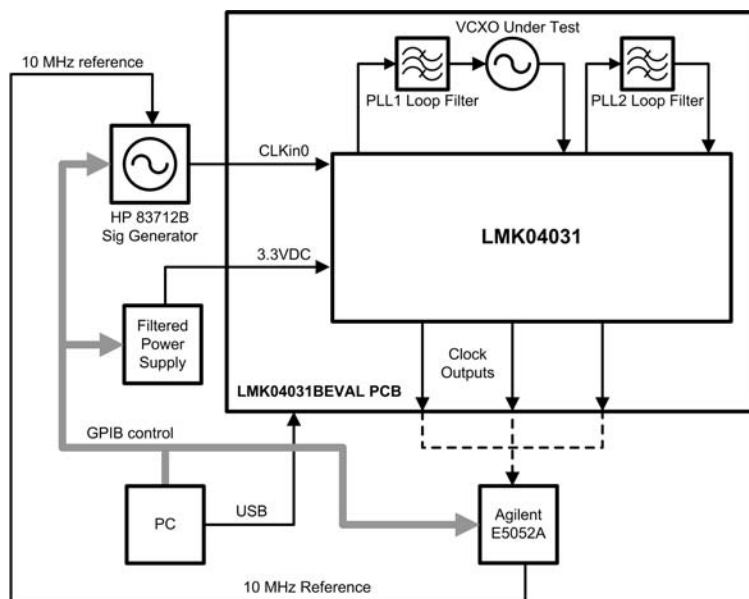 VCXO Under Test
10 MHz reference
PLL1 Loop Filter
PLL2 Loop Filter
CLKin0
HP 83712B
Sig Generator
LMK04031
3.3VDC
Filtered
Power
Supply
Clock
Outputs
LMK04031BEVAL PCB
GPIB control
PC
USB
Agilent
E5052A
10 MHz Reference